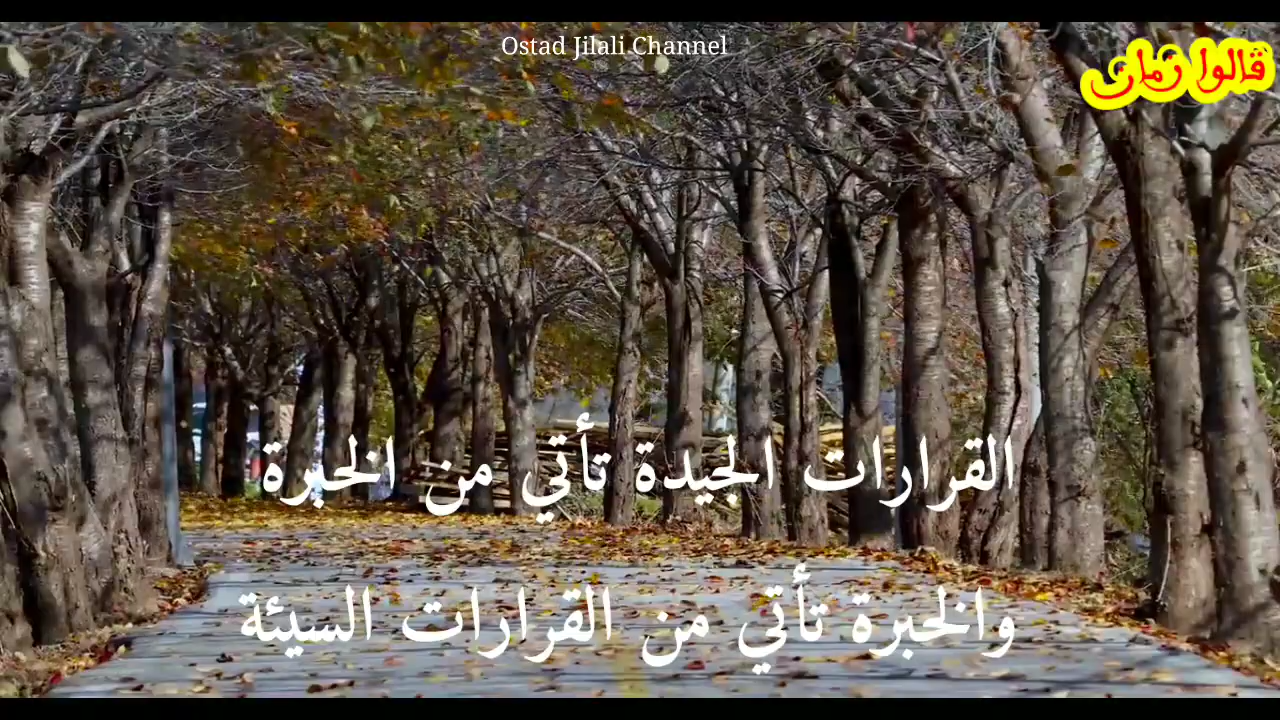 Ostad Jilali Channel
قالوا زمان
القرارات الجيدة تأتي من الخبرة
والخبرة تأتي من القرارات السيئة